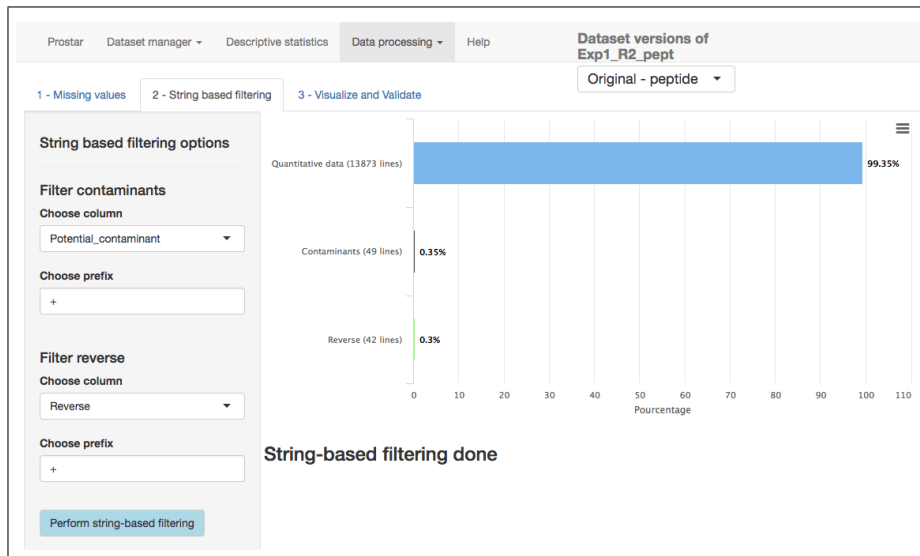 Prostar Dataset manager Descriptive statistics Data processing Help
Dataset versions of
Exp1_R2_pept
Original - peptide
1 - Missing values 2 - String based filtering 3 - Visualize and Validate
String based filtering options
Filter contaminants
Choose column
Potential_contaminant
Choose prefix
+
Filter reverse
Choose column
Reverse
Choose prefix
+
Perform string-based filtering
Quantitative data (13873 lines) 99.35%
Contaminants (49 lines) 0.35%
Reverse (42 lines) 0.3%
0 10 20 30 40 50 60 70 80 90 100 110
Pourcentage
String-based filtering done